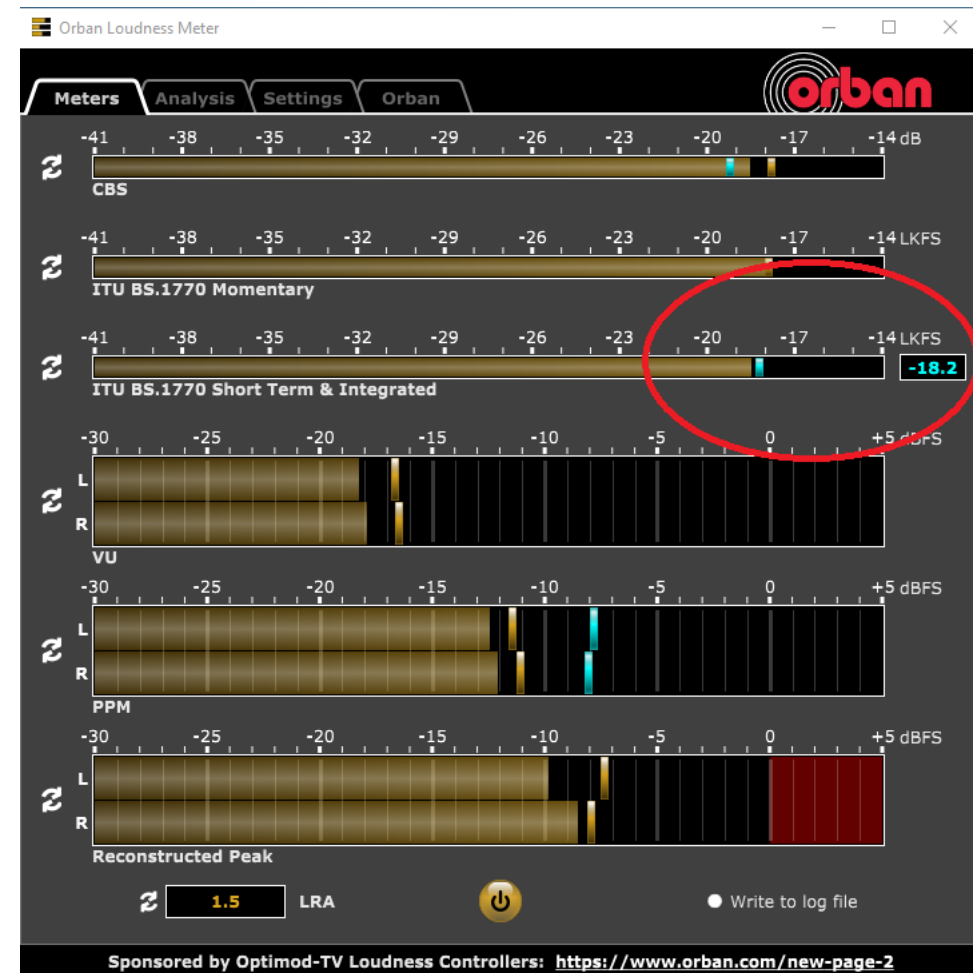 Orban Loudness Meter
orban
Meters Analysis Settings Orban
-41 -38 -35 -32 -29 -26 -23 -20 -17 -14 dB
CBS
-41 -38 -35 -32 -29 -26 -23 -20 -17 -14 LKFS
ITU BS.1770 Momentary
-41 -38 -35 -32 -29 -26 -23 -20 -17 -14 LKFS
-18.2
ITU BS.1770 Short Term & Integrated
-30 -25 -20 -15 -10 -5 0 +5 dBFS
L
R
VU
-30 -25 -20 -15 -10 -5 0 +5 dBFS
L
R
PPM
-30 -25 -20 -15 -10 -5 0 +5 dBFS
L
R
Reconstructed Peak
1.5 LRA Write to log file
Sponsored by Optimod-TV Loudness Controllers: https://www.orban.com/new-page-2